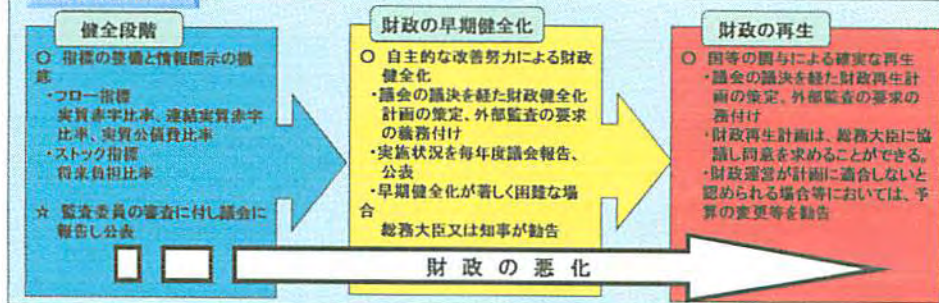 健全段階
○ 指標の整備と情報開示の徹
底
・フロー指標
実質赤字比率、連結実質赤字
比率、実質公債費比率
・ストック指標
将来負担比率
☆ 監査委員の審査に付し議会に
報告し公表
財政の早期健全化
○ 自主的な改善努力による財政
健全化
・議会の議決を経た財政健全化
計画の策定、外部監査の要求
の義務付け
・実施状況を毎年度議会報告、
公表
・早期健全化が著しく困難な場
合
総務大臣又は知事が勧告
財政の再生
○ 国等の関与による確実な再生
・議会の議決を経た財政再生計
画の策定、外部監査の要求の
務付け
・財政再生計画は、総務大臣に協
議し同意を求めることができる。
・財政運営が計画に適合しないと
認められる場合等においては、予
算の変更等を勧告
財政の悪化